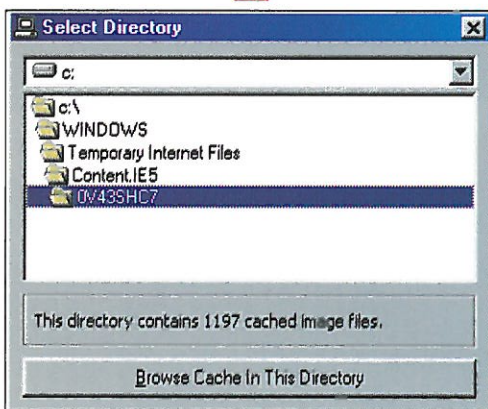 Select Directory
c:
c:\
WINDOWS
Temporary Internet Files
Content.IE5
0V43SHC7
This directory contains 1197 cached image files.
Browse Cache In This Directory